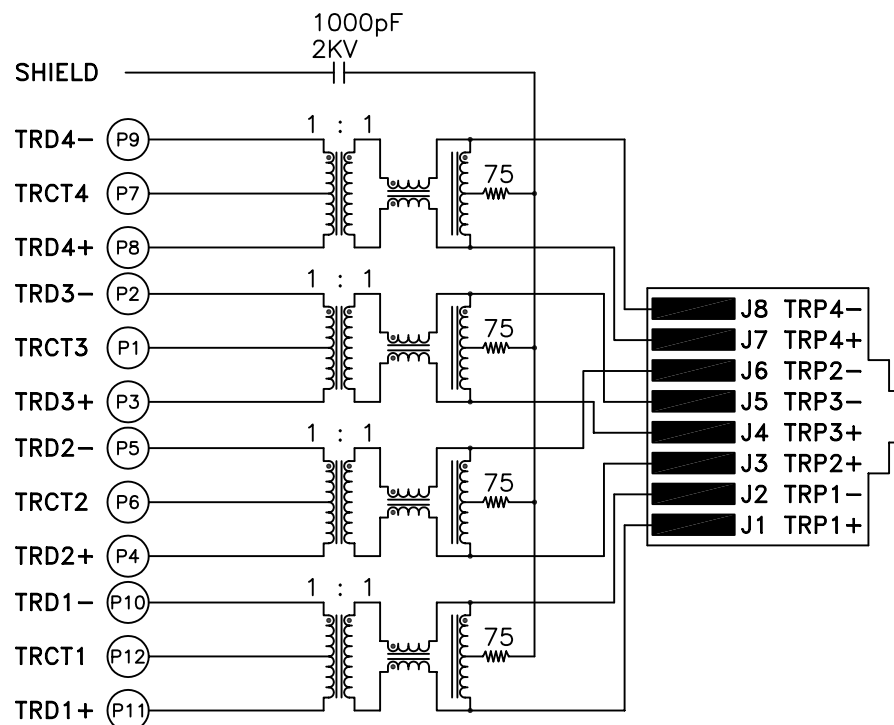 1000pF
2KV
SHIELD
1 : 1
TRD4- P9
75
TRCT4 P7
TRD4+ P8
1 : 1
TRD3- P2
J8 TRP4-
75
TRCT3 P1
J7 TRP4+
J6 TRP2-
TRD3+ P3
J5 TRP3-
J4 TRP3+
1 : 1
TRD2- P5
J3 TRP2+
75
TRCT2 P6
J2 TRP1-
J1 TRP1+
TRD2+ P4
1 : 1
TRD1- P10
75
TRCT1 P12
TRD1+ P11